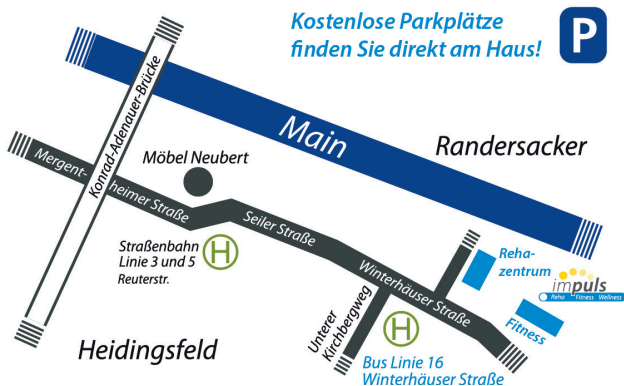 Kostenlose Parkplätze
finden Sie direkt am Haus!
P
Konrad-Adenauer-Brücke
Main
Randersacker
Möbel Neubert
Mergent-
heimer Straße
Seiler Straße
Straßenbahn
Linie 3 und 5
Reuterstr.
H
Winterhäuser Straße
Reha-
zentrum
impuls
Reha Fitness Wellness
Fitness
Unterer
Kirchbergweg
H
Heidingsfeld
Bus Linie 16
Winterhäuser Straße